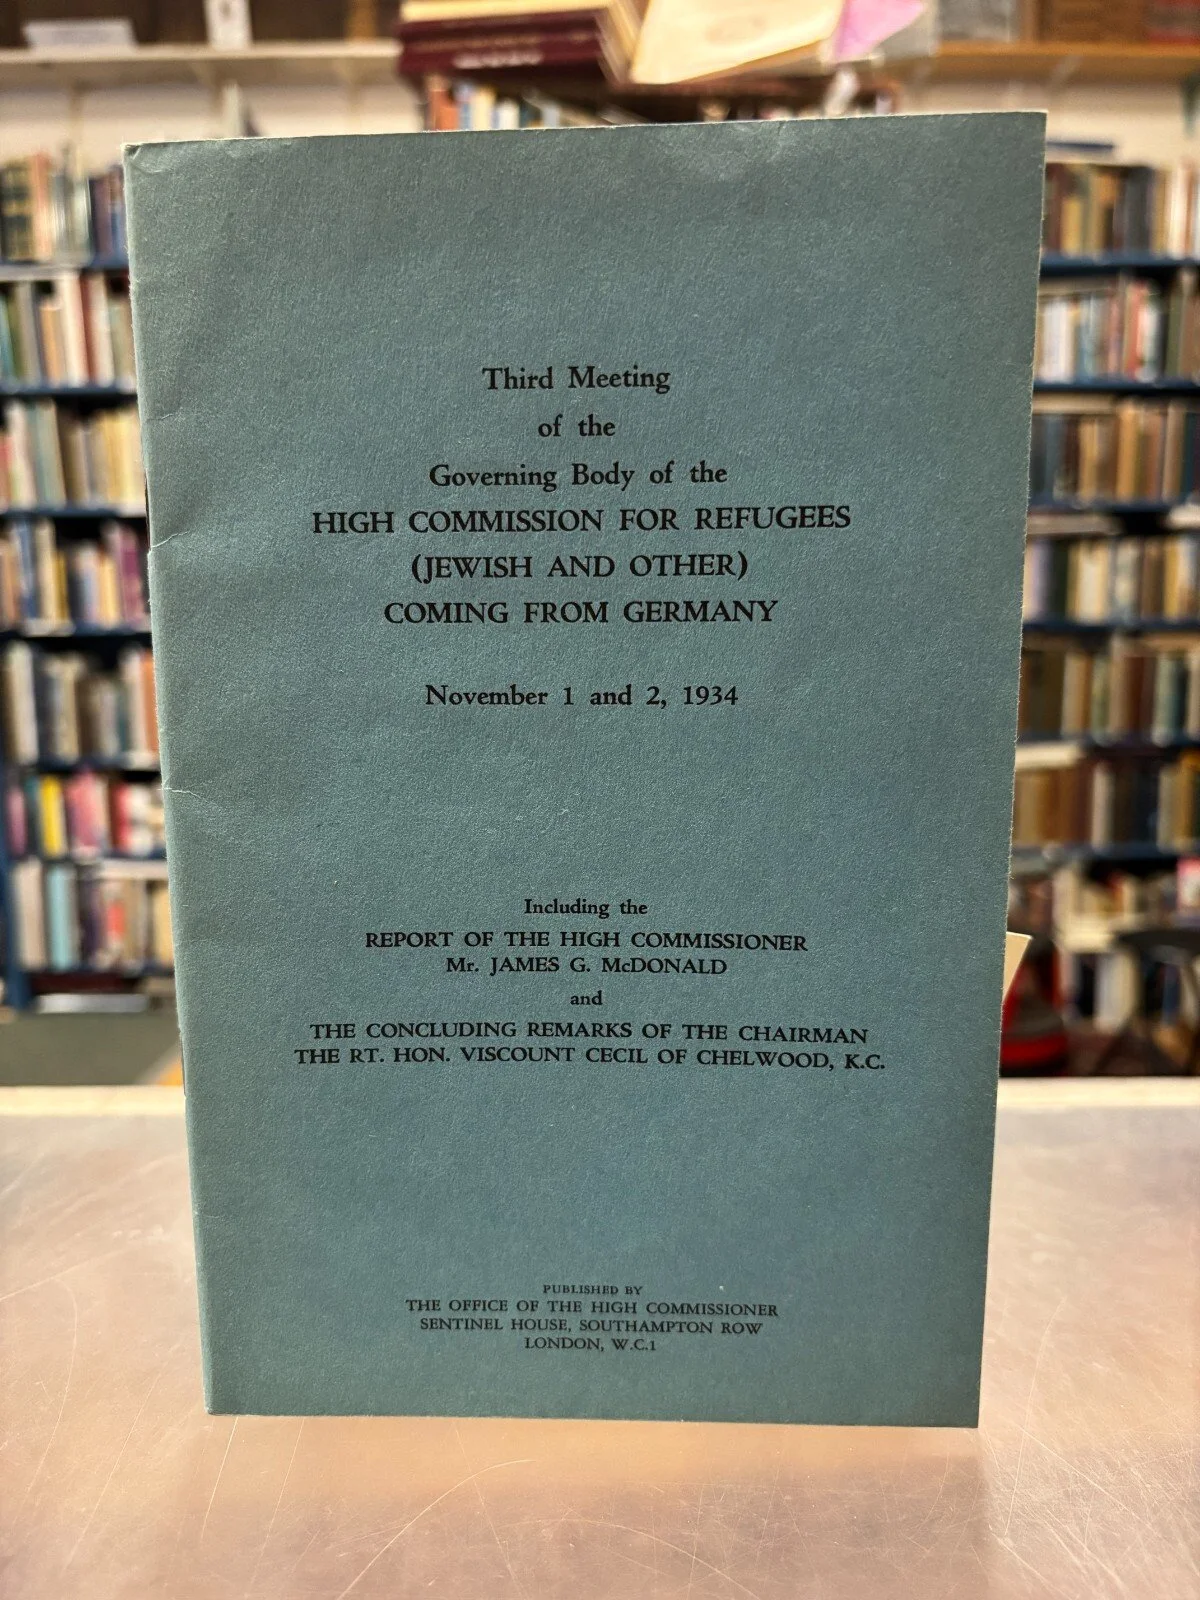 Third Meeting
of the
Governing Body of the
HIGH COMMISSION FOR REFUGEES
(JEWISH AND OTHER)
COMING FROM GERMANY
November 1 and 2, 1934
Including the
REPORT OF THE HIGH COMMISSIONER
Mr. JAMES G. McDONALD
and
THE CONCLUDING REMARKS OF THE CHAIRMAN
THE RT. HON. VISCOUNT CECIL OF CHELWOOD, K.C.
PUBLISHED BY
THE OFFICE OF THE HIGH COMMISSIONER
SENTINEL HOUSE, SOUTHAMPTON ROW
LONDON, W.C.1